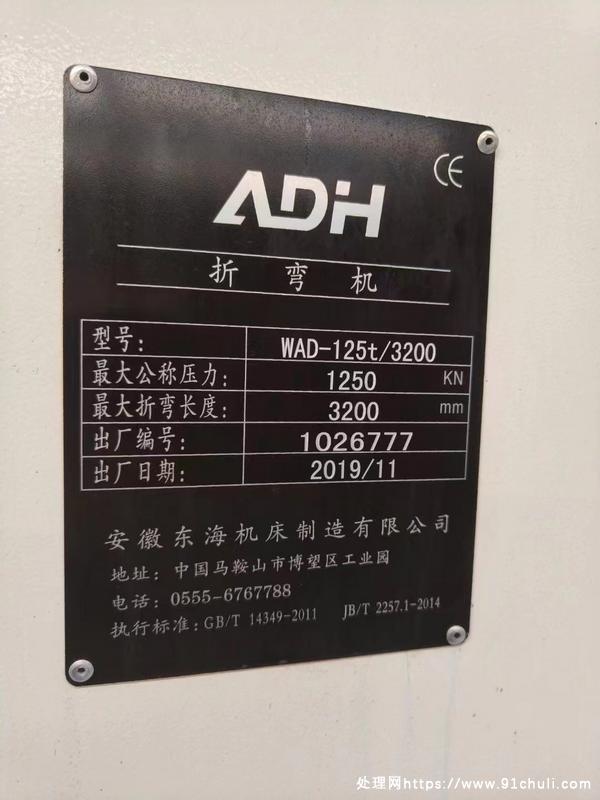 ADH
CE
折弯机
型号: WAD-125t/3200
最大公称压力: 1250 KN
最大折弯长度: 3200 mm
出厂编号: 1026777
出厂日期: 2019/11
安徽东海机床制造有限公司
地址: 中国马鞍山市博望区工业园
电话: 0555-6767788
执行标准: GB/T 14349-2011 JB/T 2257.1-2014
处理网https://www.91chuli.com